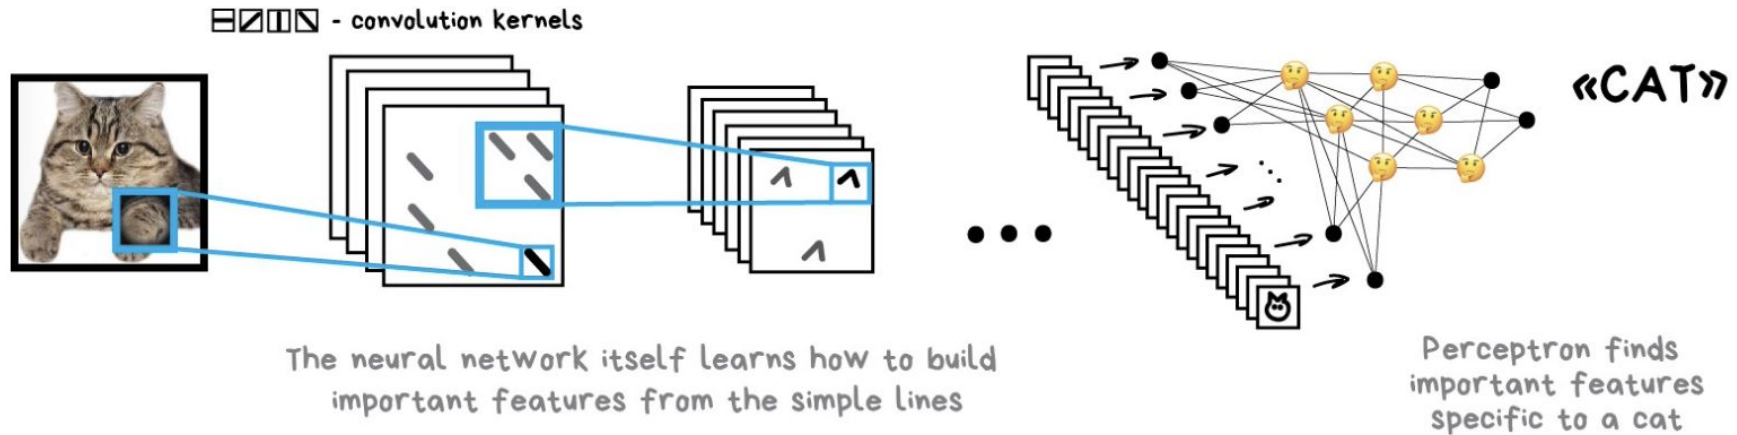 - convolution kernels
«CAT»
The neural network itself learns how to build
important features from the simple lines
Perceptron finds
important features
specific to a cat